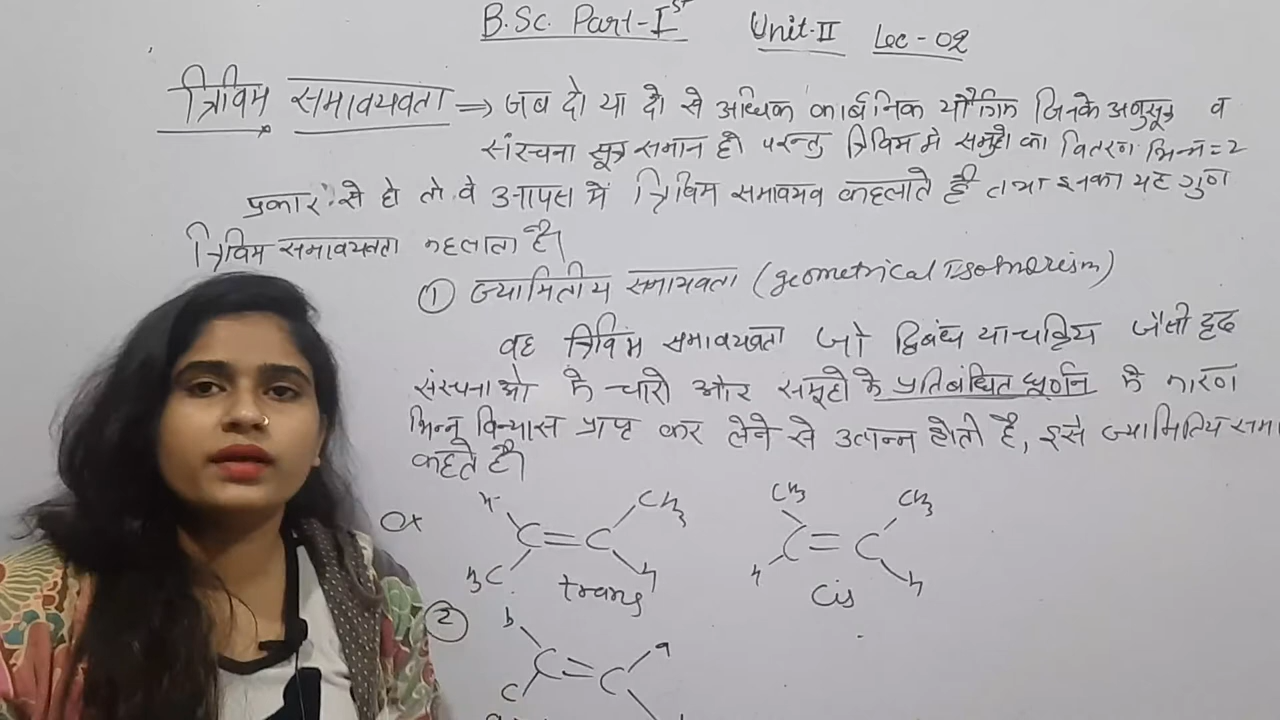 B.Sc. Part-Ist Unit-II Lec-02
त्रिविम समावयवता ⇒ जब दो या दो से अधिक कार्बनिक यौगिक जिनके अणुसूत्र व
संरचना सूत्र समान हो परन्तु त्रिविम मे समुहो का वितरण भिन्न=2
प्रकार से हो तो वे आपस में त्रिविम समावयव कहलाते है तथा इनका यह गुण
त्रिविम समावयवता कहलाता है।
① ज्यामितीय समावयवता (geometrical Isomerism)
वह त्रिविम समावयवता जो द्विबंध या चक्रिय जैसी दृढ
संरचनाओ के चारो और समूहो के प्रतिबंधित घूर्णन के कारण
भिन्न विन्यास प्राप्त कर लेने से उत्पन्न होती है, इसे ज्यामितिय समा
कहते है।
H CH3 CH3 CH3
ex C=C C=C
H3C H H H
trans cis
②
b a
C=C